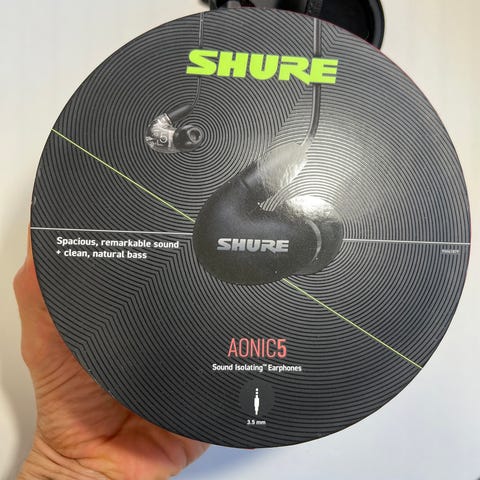 SHURE
SHURE
Spacious, remarkable sound
+ clean, natural bass
AONIC5
Sound Isolating™ Earphones
3.5 mm